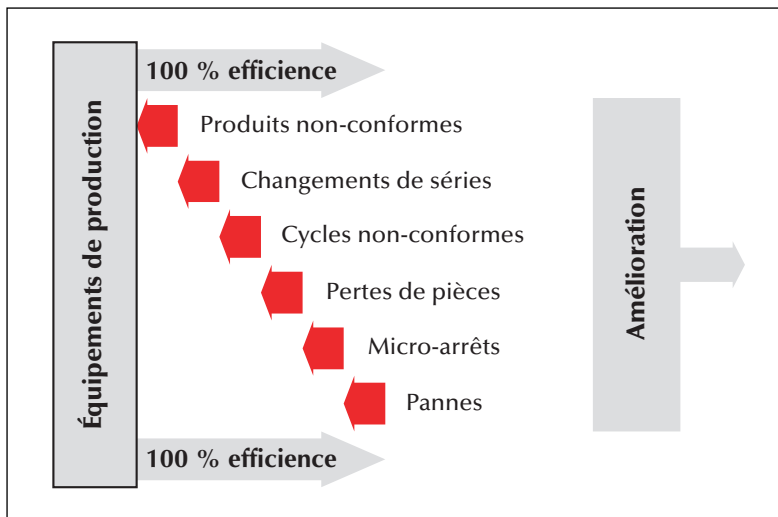 Équipements de production
100 % efficience
Produits non-conformes
Changements de séries
Cycles non-conformes
Pertes de pièces
Micro-arrêts
Pannes
100 % efficience
Amélioration